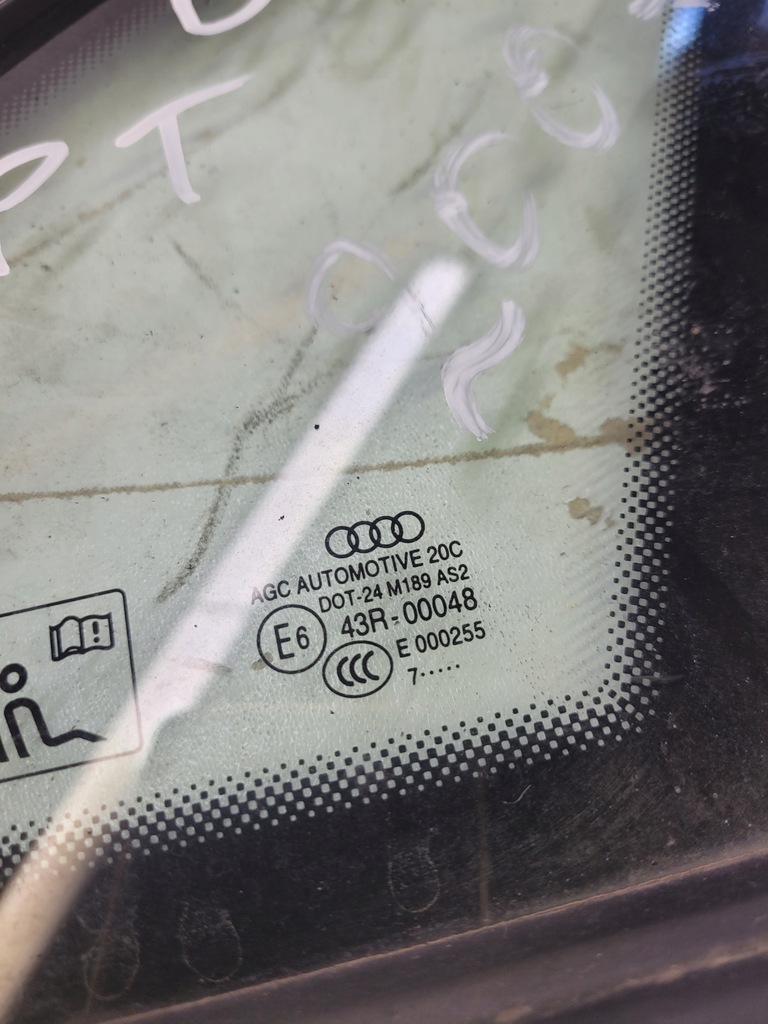 P T
AGC AUTOMOTIVE 20C
DOT-24 M189 AS2
E6
43R-00048
CCC
E 000255
7·····